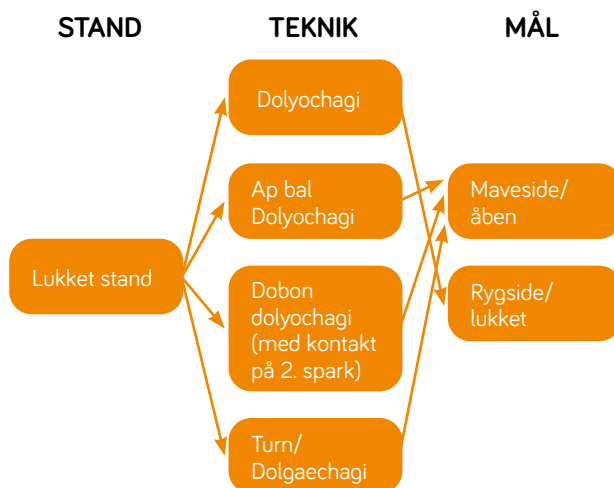 STAND TEKNIK MÅL
Dolyochagi
Ap bal
Dolyochagi
Maveside/
åben
Lukket stand
Dobon
dolyochagi
(med kontakt
på 2. spark)
Rygside/
lukket
Turn/
Dolgaechagi